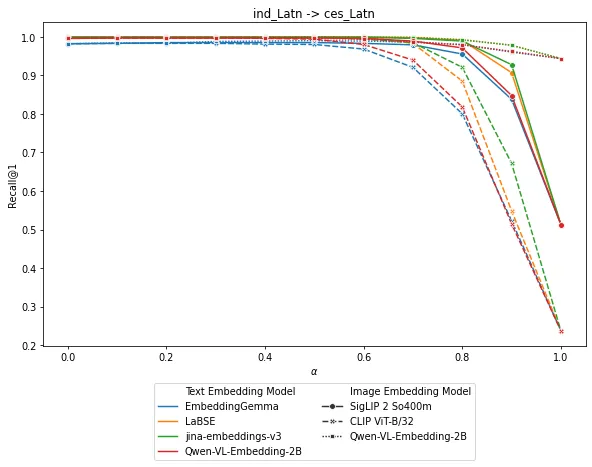 ind_Latn -> ces_Latn
1.0
0.9
0.8
0.7
0.6
0.5
0.4
0.3
0.2
Recall@1
0.0 0.2 0.4 0.6 0.8 1.0
α
Text Embedding Model Image Embedding Model
EmbeddingGemma SigLIP 2 So400m
LaBSE CLIP ViT-B/32
jina-embeddings-v3 Qwen-VL-Embedding-2B
Qwen-VL-Embedding-2B